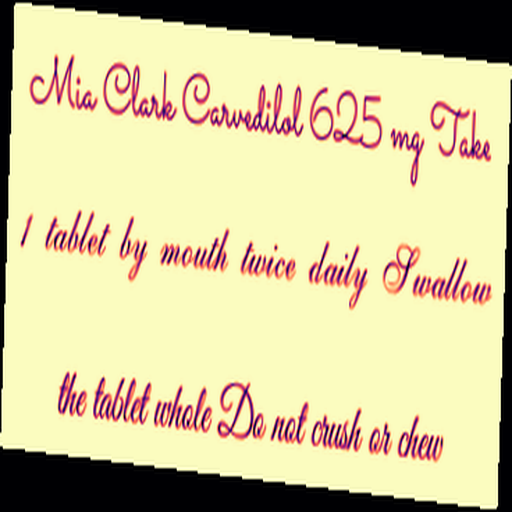 Mia Clark Carvedilol 625 mg Take
1 tablet by mouth twice daily Swallow
the tablet whole Do not crush or chew